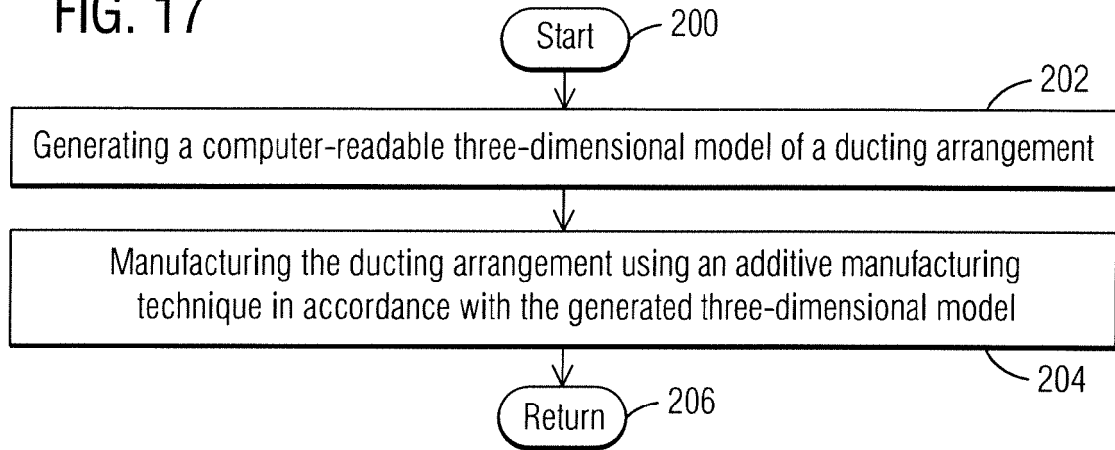 FIG. 17
Start
200
202
Generating a computer-readable three-dimensional model of a ducting arrangement
Manufacturing the ducting arrangement using an additive manufacturing
technique in accordance with the generated three-dimensional model
204
Return
206